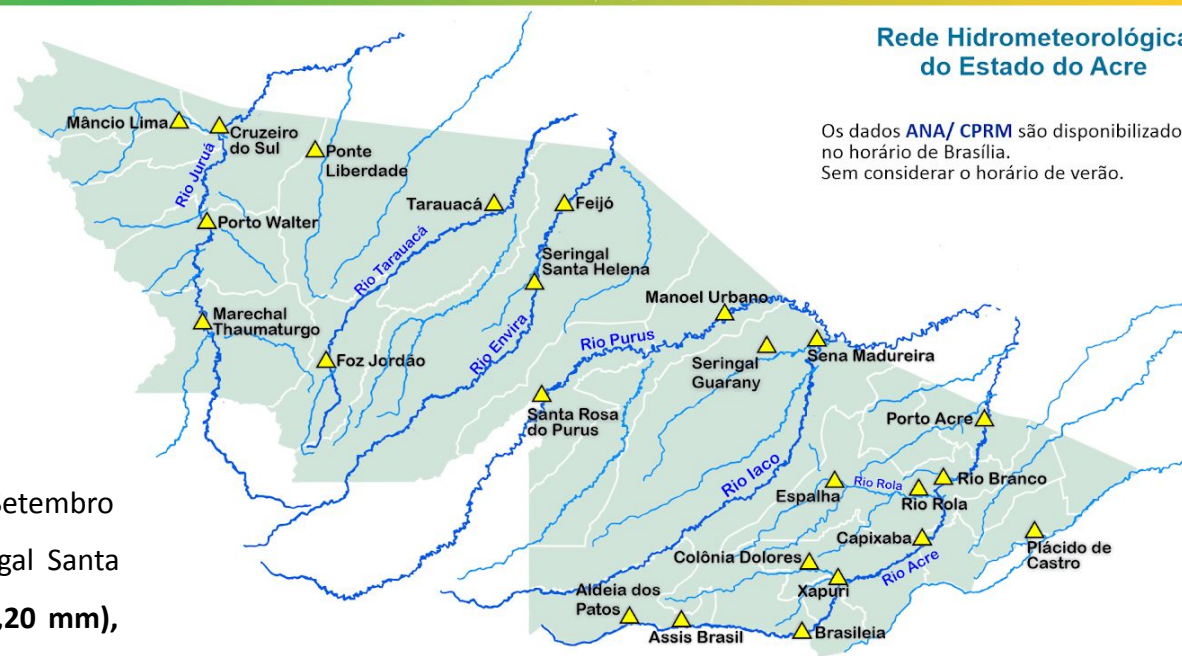 Rede Hidrometeorológica
do Estado do Acre
Os dados ANA/ CPRM são disponibilizado
no horário de Brasília.
Sem considerar o horário de verão.
Mâncio Lima
Cruzeiro
do Sul
Ponte
Liberdade
Rio Juruá
Porto Walter
Tarauacá
Feijó
Rio Tarauacá
Seringal
Santa Helena
Marechal
Thaumaturgo
Foz Jordão
Rio Envira
Manoel Urbano
Rio Purus
Seringal
Guarany
Sena Madureira
Santa Rosa
do Purus
Porto Acre
Rio Iaco
Espalha
Rio Rola
Rio Rola
Rio Branco
Capixaba
Rio Acre
Plácido de
Castro
Colônia Dolores
Xapuri
Aldeia dos
Patos
Assis Brasil
Brasileia
Setembro
gal Santa
,20 mm),